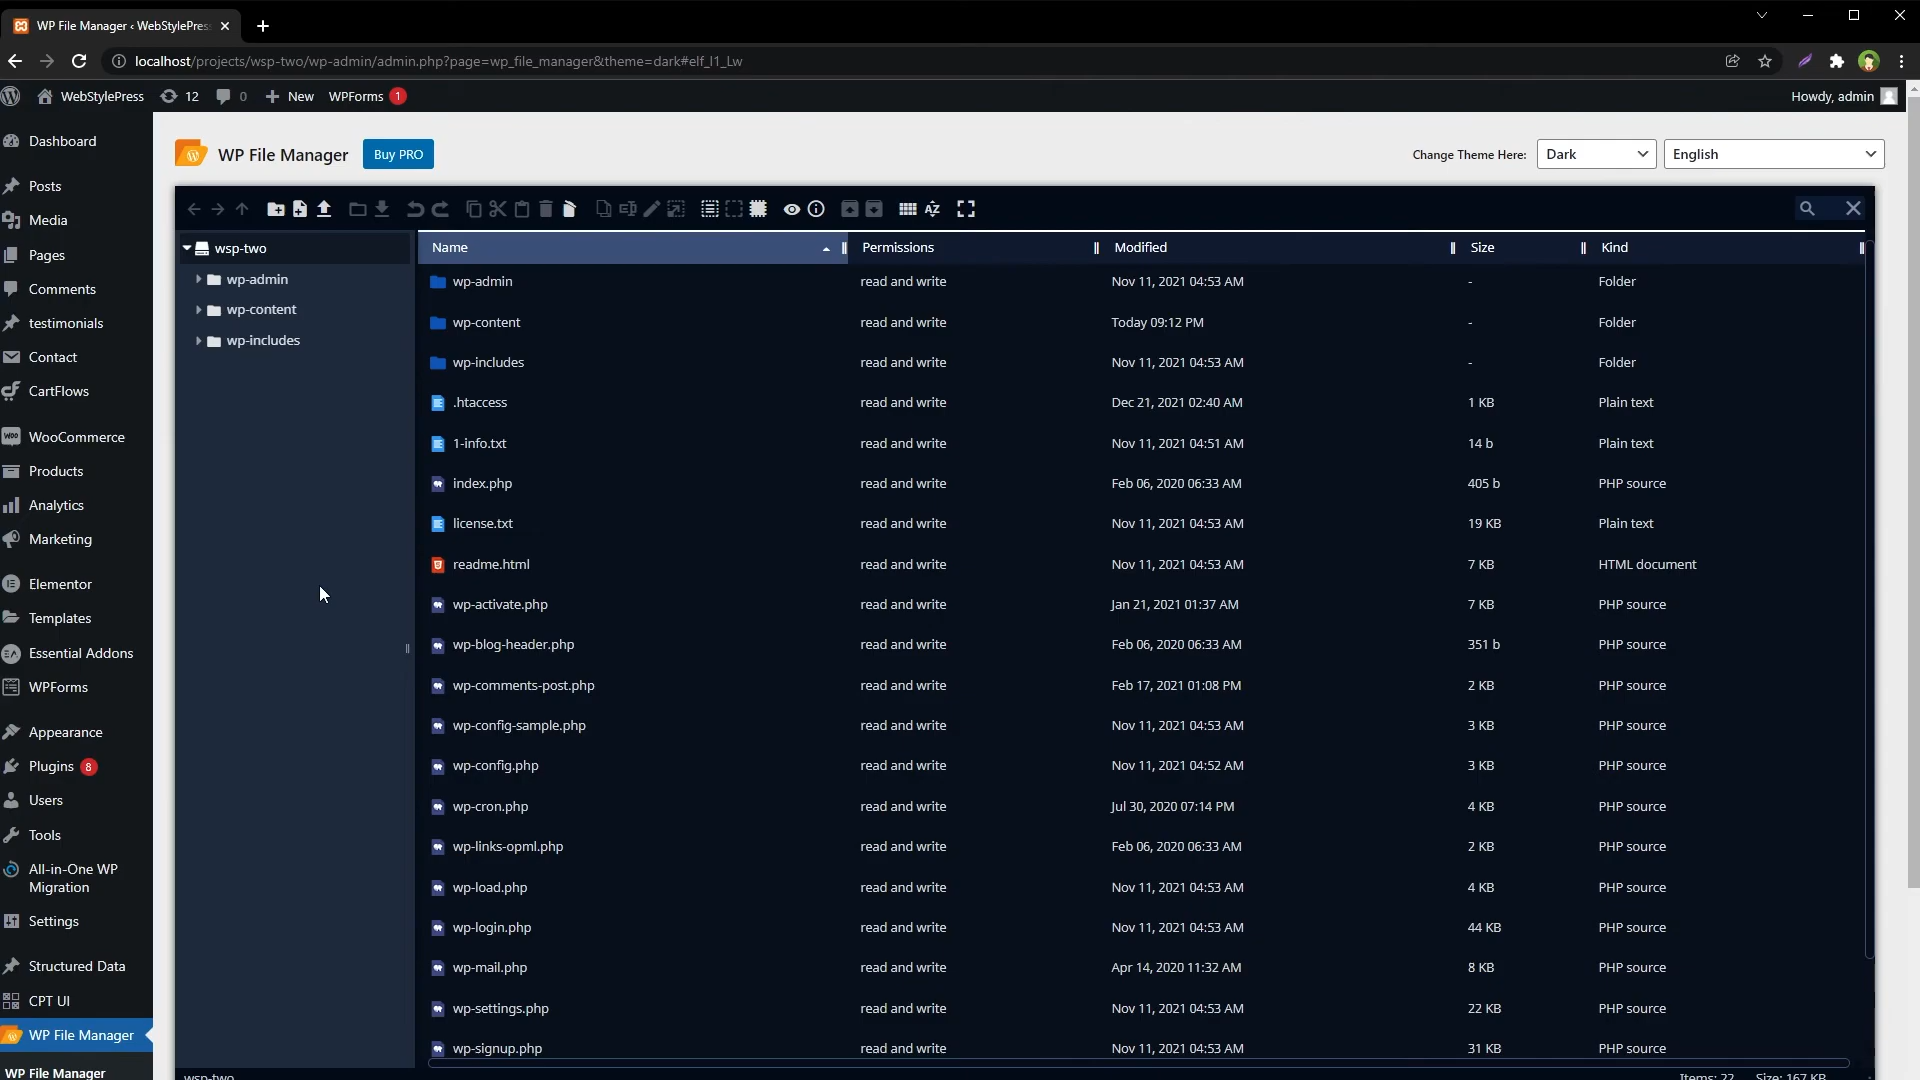 WP File Manager ‹ WebStylePres
localhost/projects/wsp-two/wp-admin/admin.php?page=wp_file_manager&theme=dark#elf_l1_Lw
WebStylePress 12 0 New WPForms 1 Howdy, admin
Dashboard
Posts
Media
Pages
Comments
testimonials
Contact
CartFlows
WooCommerce
Products
Analytics
Marketing
Elementor
Templates
Essential Addons
WPForms
Appearance
Plugins 8
Users
Tools
All-in-One WP
Migration
Settings
Structured Data
CPT UI
WP File Manager
WP File Manager
WP File Manager Buy PRO Change Theme Here: Dark English
wsp-two
wp-admin
wp-content
wp-includes
Name Permissions Modified Size Kind
wp-admin read and write Nov 11, 2021 04:53 AM - Folder
wp-content read and write Today 09:12 PM - Folder
wp-includes read and write Nov 11, 2021 04:53 AM - Folder
.htaccess read and write Dec 21, 2021 02:40 AM 1 KB Plain text
1-info.txt read and write Nov 11, 2021 04:51 AM 14 b Plain text
index.php read and write Feb 06, 2020 06:33 AM 405 b PHP source
license.txt read and write Nov 11, 2021 04:53 AM 19 KB Plain text
readme.html read and write Nov 11, 2021 04:53 AM 7 KB HTML document
wp-activate.php read and write Jan 21, 2021 01:37 AM 7 KB PHP source
wp-blog-header.php read and write Feb 06, 2020 06:33 AM 351 b PHP source
wp-comments-post.php read and write Feb 17, 2021 01:08 PM 2 KB PHP source
wp-config-sample.php read and write Nov 11, 2021 04:53 AM 3 KB PHP source
wp-config.php read and write Nov 11, 2021 04:52 AM 3 KB PHP source
wp-cron.php read and write Jul 30, 2020 07:14 PM 4 KB PHP source
wp-links-opml.php read and write Feb 06, 2020 06:33 AM 2 KB PHP source
wp-load.php read and write Nov 11, 2021 04:53 AM 4 KB PHP source
wp-login.php read and write Nov 11, 2021 04:53 AM 44 KB PHP source
wp-mail.php read and write Apr 14, 2020 11:32 AM 8 KB PHP source
wp-settings.php read and write Nov 11, 2021 04:53 AM 22 KB PHP source
wp-signup.php read and write Nov 11, 2021 04:53 AM 31 KB PHP source
wsp-two Items: 22 Size: 167 KB